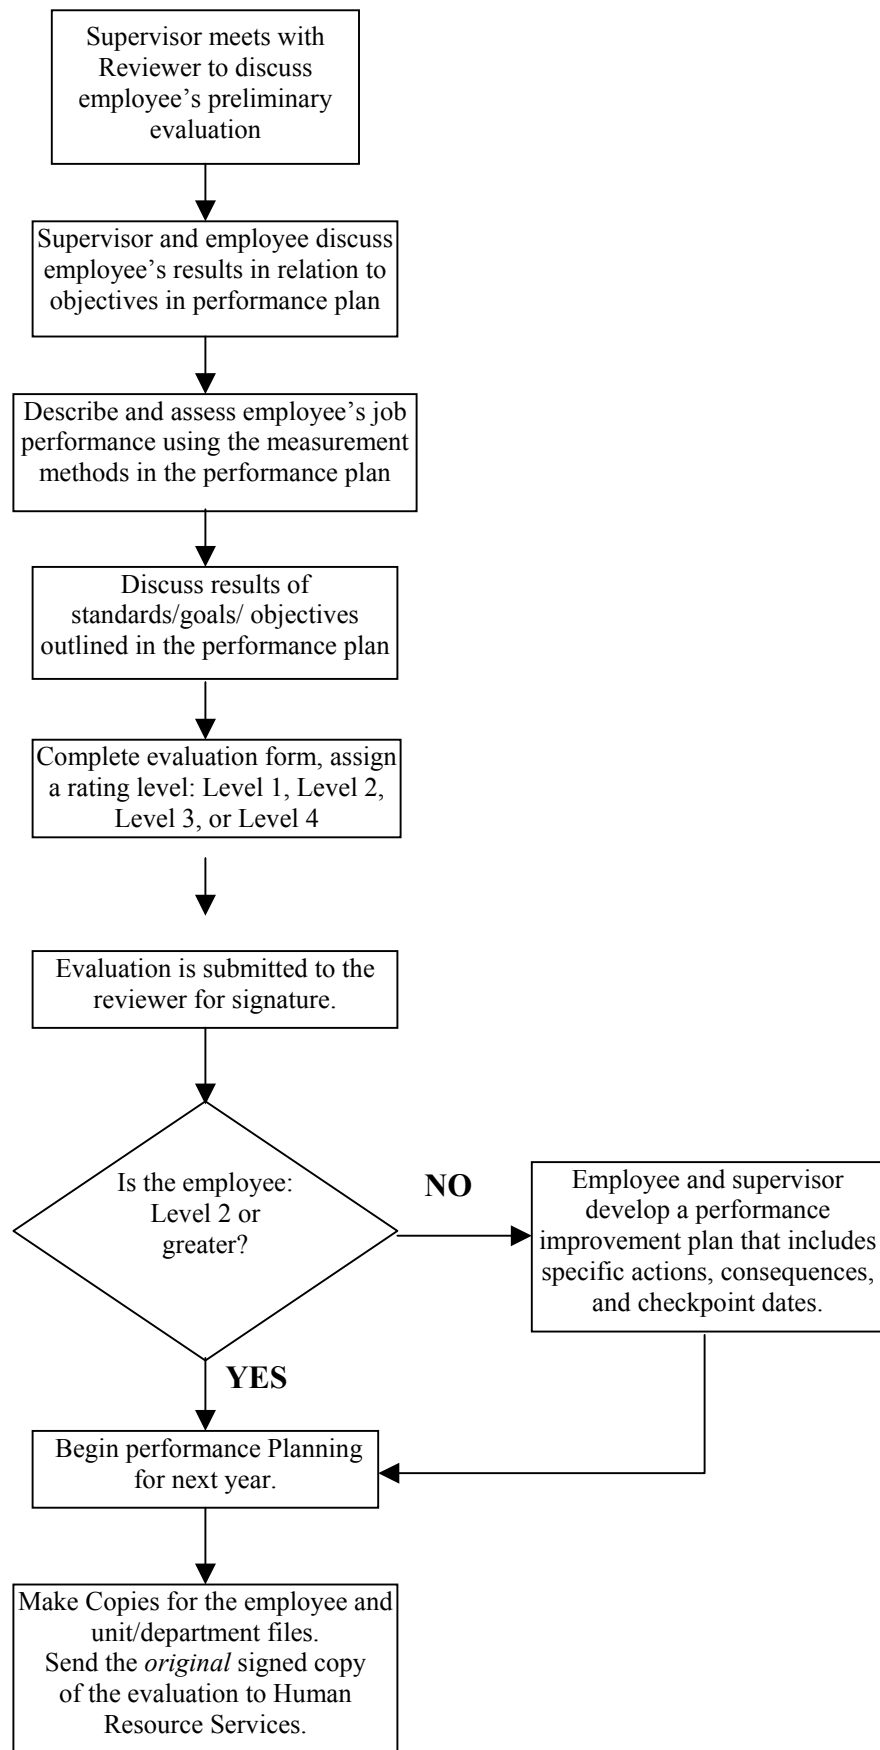 Supervisor meets with
Reviewer to discuss
employee’s preliminary
evaluation
Supervisor and employee discuss
employee’s results in relation to
objectives in performance plan
Describe and assess employee’s job
performance using the measurement
methods in the performance plan
Discuss results of
standards/goals/ objectives
outlined in the performance plan
Complete evaluation form, assign
a rating level: Level 1, Level 2,
Level 3, or Level 4
Evaluation is submitted to the
reviewer for signature.
Is the employee:
Level 2 or
greater?
NO
Employee and supervisor
develop a performance
improvement plan that includes
specific actions, consequences,
and checkpoint dates.
YES
Begin performance Planning
for next year.
Make Copies for the employee and
unit/department files.
Send the original signed copy
of the evaluation to Human
Resource Services.